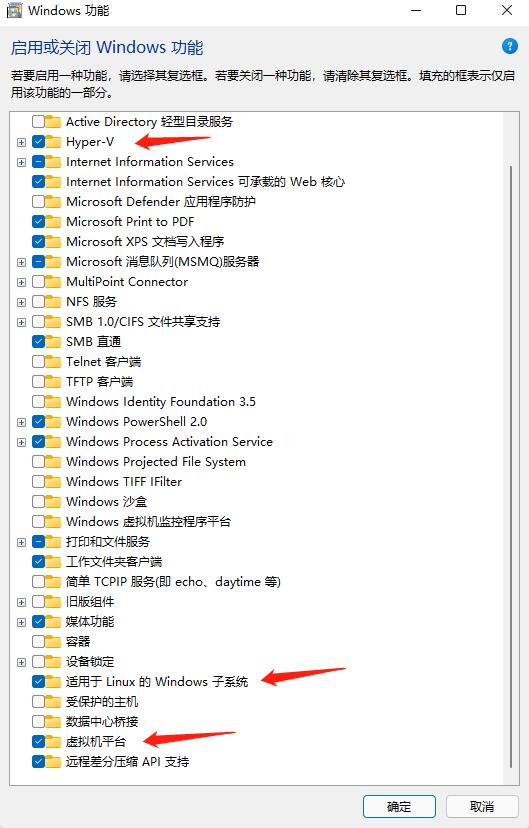 Windows 功能
启用或关闭 Windows 功能
?
若要启用一种功能，请选择其复选框。若要关闭一种功能，请清除其复选框。填充的框表示仅启
用该功能的一部分。
Active Directory 轻型目录服务
Hyper-V
Internet Information Services
Internet Information Services 可承载的 Web 核心
Microsoft Defender 应用程序防护
Microsoft Print to PDF
Microsoft XPS 文档写入程序
Microsoft 消息队列(MSMQ)服务器
MultiPoint Connector
NFS 服务
SMB 1.0/CIFS 文件共享支持
SMB 直通
Telnet 客户端
TFTP 客户端
Windows Identity Foundation 3.5
Windows PowerShell 2.0
Windows Process Activation Service
Windows Projected File System
Windows TIFF IFilter
Windows 沙盒
Windows 虚拟机监控程序平台
打印和文件服务
工作文件夹客户端
简单 TCPIP 服务(即 echo、daytime 等)
旧版组件
媒体功能
容器
设备锁定
适用于 Linux 的 Windows 子系统
受保护的主机
数据中心桥接
虚拟机平台
远程差分压缩 API 支持
确定
取消